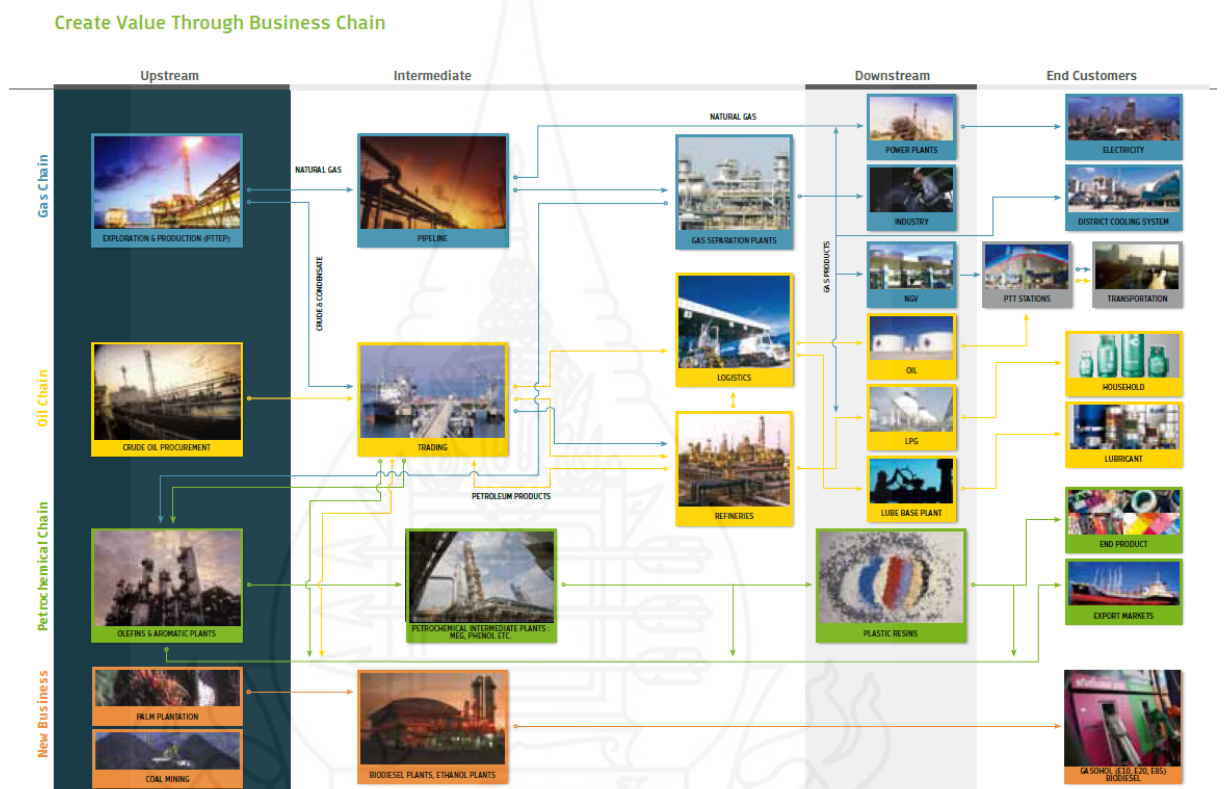 Create Value Through Business Chain
Upstream
Intermediate
Downstream
End Customers
Gas Chain
EXPLORATION & PRODUCTION (PTTEP)
NATURAL GAS
CRUDE & CONDENSATE
PIPELINE
NATURAL GAS
GAS SEPARATION PLANTS
GAS PRODUCTS
POWER PLANTS
INDUSTRY
NGV
ELECTRICITY
DISTRICT COOLING SYSTEM
PTT STATIONS
TRANSPORTATION
Oil Chain
CRUDE OIL PROCUREMENT
TRADING
PETROLEUM PRODUCTS
LOGISTICS
REFINERIES
OIL
LPG
LUBE BASE PLANT
HOUSEHOLD
LUBRICANT
Petrochemical Chain
OLEFINS & AROMATIC PLANTS
PETROCHEMICAL INTERMEDIATE PLANTS :
MEG, PHENOL ETC.
PLASTIC RESINS
END PRODUCT
EXPORT MARKETS
New Business
PALM PLANTATION
COAL MINING
BIODIESEL PLANTS, ETHANOL PLANTS
GASOHOL (E10, E20, E85)
BIODIESEL